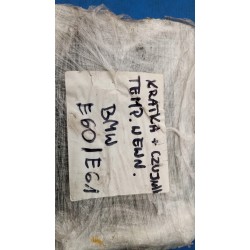 KRATKA + CZUJNIK
TEMP. WEWN.
BMW
E60/E61